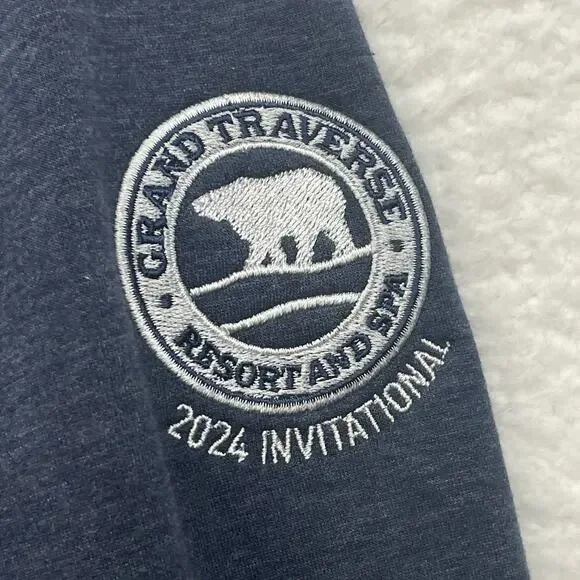 GRAND TRAVERSE
RESORT AND SPA
2024 INVITATIONAL